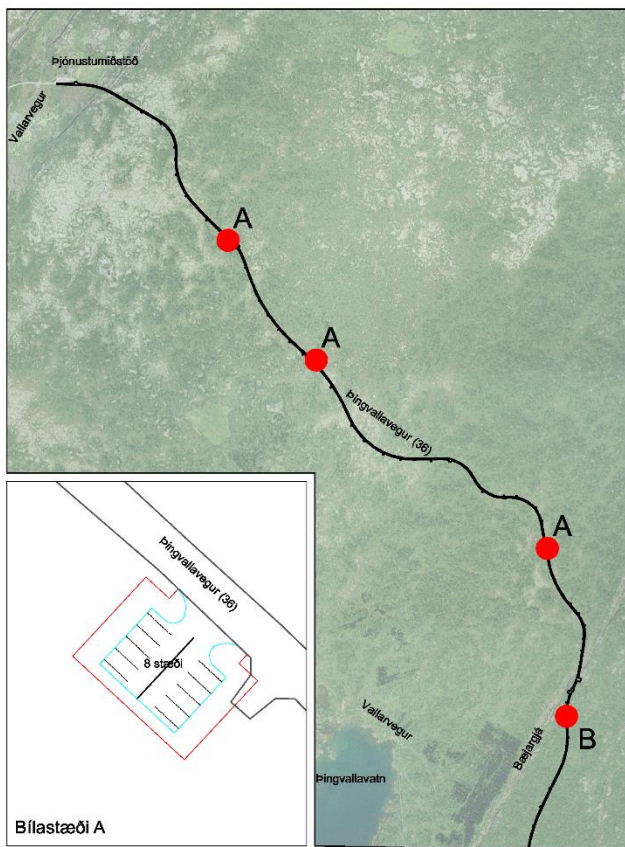 Þjónustumiðstöð
Vallarvegur
A
A
Þingvallavegur (36)
A
B
Bæjargjá
Vallarvegur
Þingvallavatn
Þingvallavegur (36)
8 stæði
Bílastæði A